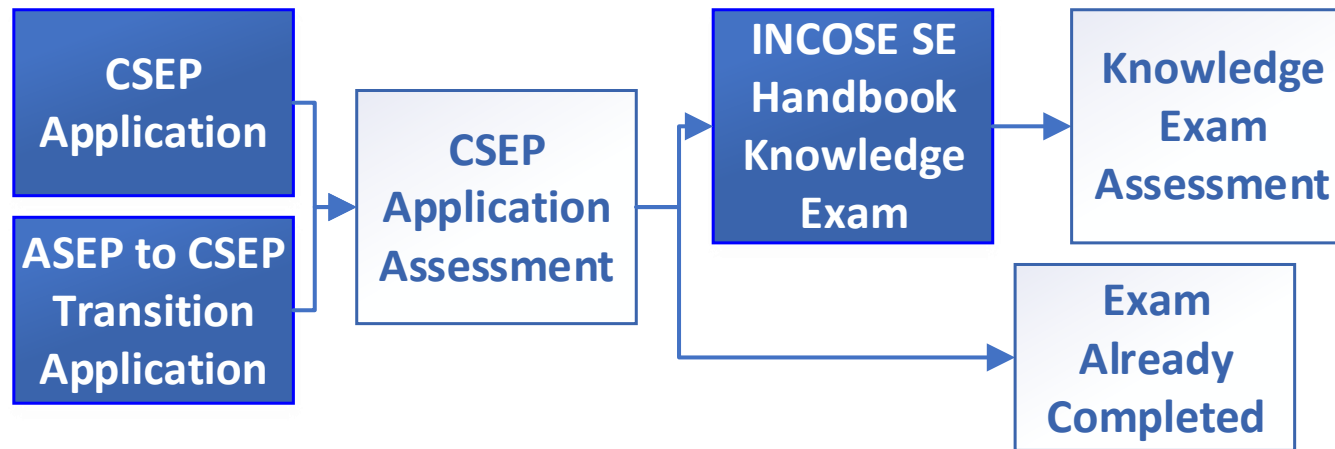 CSEP
Application
ASEP to CSEP
Transition
Application
CSEP
Application
Assessment
INCOSE SE
Handbook
Knowledge
Exam
Knowledge
Exam
Assessment
Exam
Already
Completed